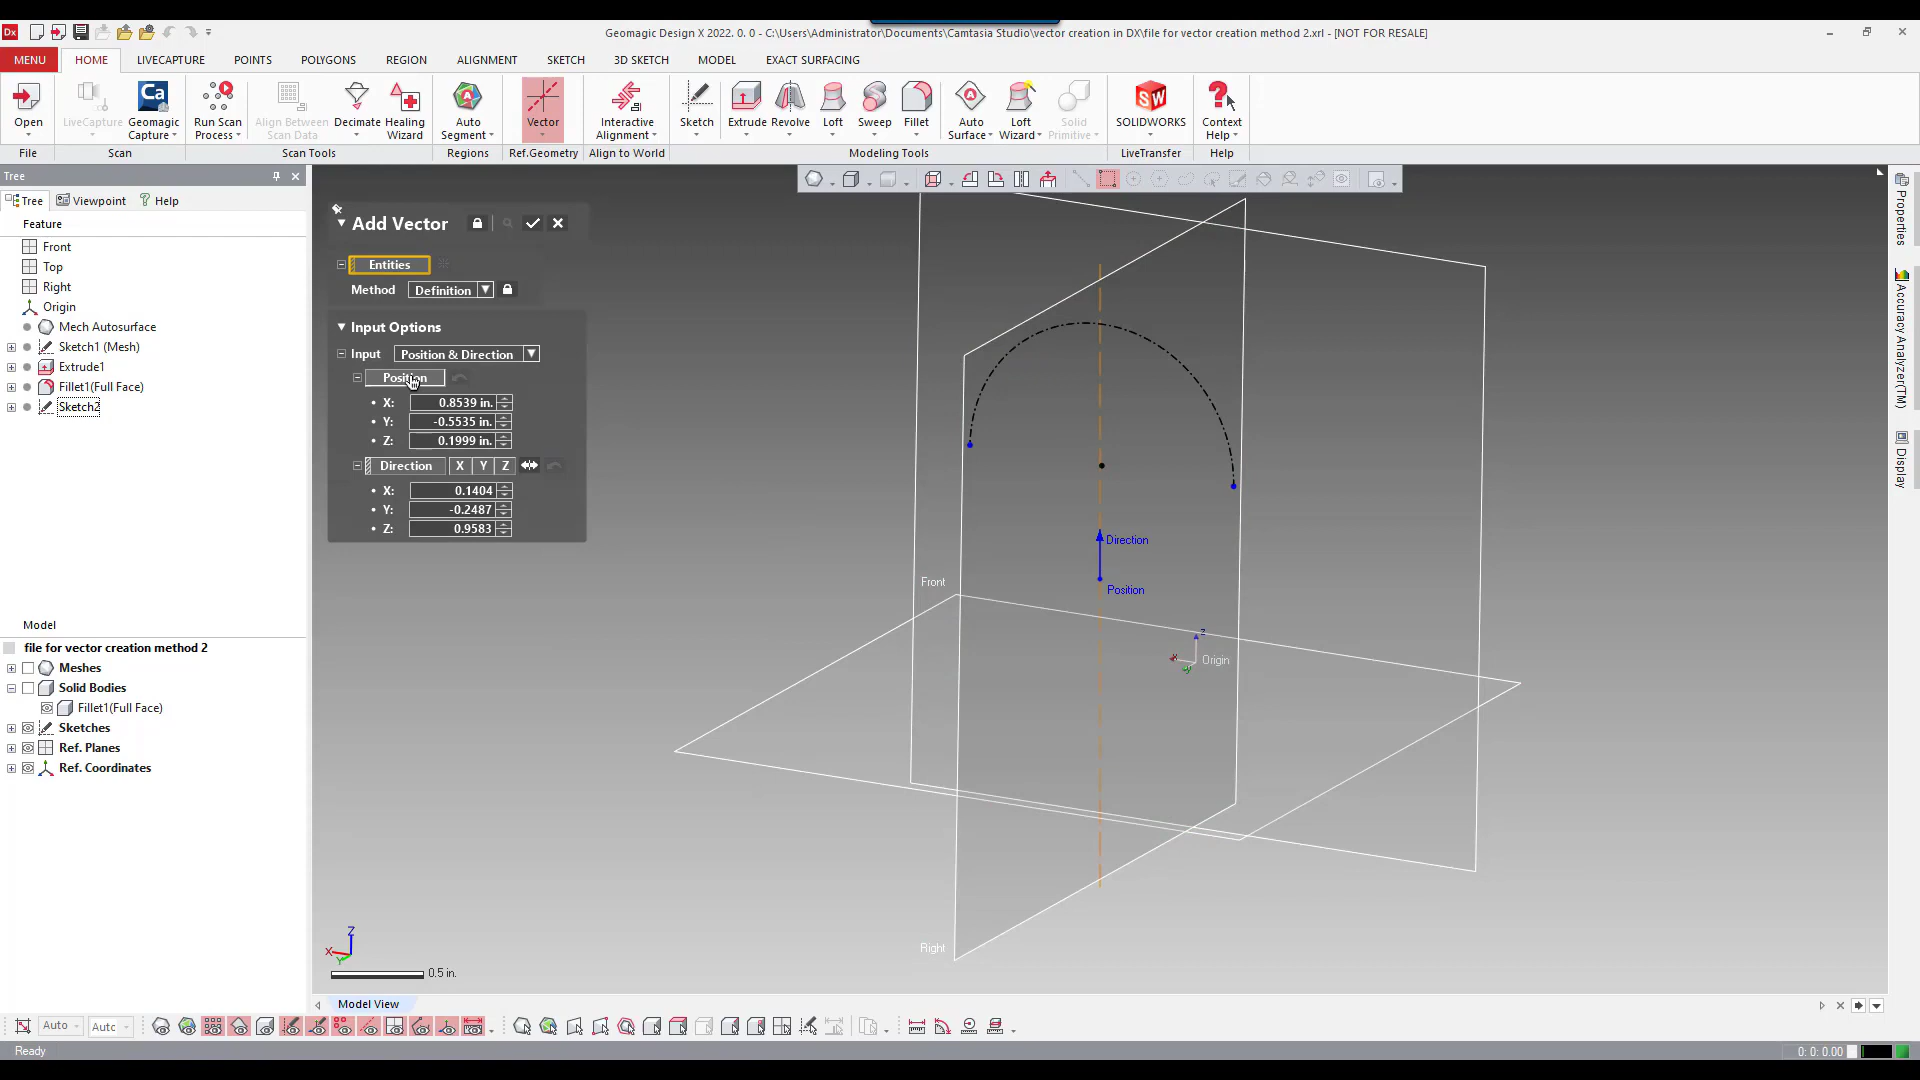 Dx
Geomagic Design X 2022. 0. 0 - C:\Users\Administrator\Documents\Camtasia Studio\vector creation in DX\file for vector creation method 2.xrl - [NOT FOR RESALE]
MENU HOME LIVECAPTURE POINTS POLYGONS REGION ALIGNMENT SKETCH 3D SKETCH MODEL EXACT SURFACING
Open
LiveCapture
Geomagic Capture
Run Scan Process
Align Between Scan Data
Decimate
Healing Wizard
Auto Segment
Vector
Interactive Alignment
Sketch
Extrude
Revolve
Loft
Sweep
Fillet
Auto Surface
Loft Wizard
Solid Primitive
SOLIDWORKS
Context Help
File Scan Scan Tools Regions Ref.Geometry Align to World Modeling Tools LiveTransfer Help
Tree
Tree Viewpoint Help
Feature
Front
Top
Right
Origin
Mech Autosurface
Sketch1 (Mesh)
Extrude1
Fillet1(Full Face)
Sketch2
Model
file for vector creation method 2
Meshes
Solid Bodies
Fillet1(Full Face)
Sketches
Ref. Planes
Ref. Coordinates
Add Vector
Entities
Method Definition
Input Options
Input Position & Direction
Position
X: 0.8539 in.
Y: -0.5535 in.
Z: 0.1999 in.
Direction X Y Z
X: 0.1404
Y: -0.2487
Z: 0.9583
Direction
Front
Position
Z
Origin
Right
Z
X
Y
0.5 in.
Properties
Accuracy Analyzer(TM)
Display
Model View
Auto Auto
Ready
0: 0: 0.00